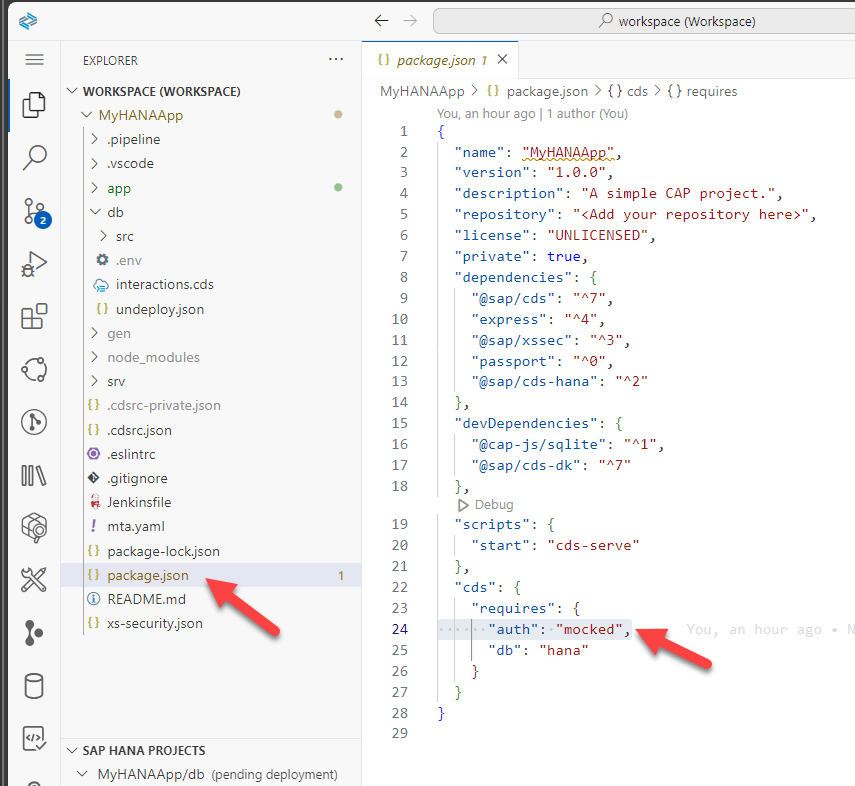 workspace (Workspace)
EXPLORER
WORKSPACE (WORKSPACE)
MyHANAApp
.pipeline
.vscode
app
db
src
.env
interactions.cds
undeploy.json
gen
node_modules
srv
.cdsrc-private.json
.cdsrc.json
.eslintrc
.gitignore
Jenkinsfile
mta.yaml
package-lock.json
package.json 1
README.md
xs-security.json
SAP HANA PROJECTS
MyHANAApp/db (pending deployment)
2
{} package.json 1
MyHANAApp > {} package.json > {} cds > {} requires
You, an hour ago | 1 author (You)
1 {
2 "name": "MyHANAApp",
3 "version": "1.0.0",
4 "description": "A simple CAP project.",
5 "repository": "<Add your repository here>",
6 "license": "UNLICENSED",
7 "private": true,
8 "dependencies": {
9 "@sap/cds": "^7",
10 "express": "^4",
11 "@sap/xssec": "^3",
12 "passport": "^0",
13 "@sap/cds-hana": "^2"
14 },
15 "devDependencies": {
16 "@cap-js/sqlite": "^1",
17 "@sap/cds-dk": "^7"
18 },
Debug
19 "scripts": {
20 "start": "cds-serve"
21 },
22 "cds": {
23 "requires": {
24 "auth": "mocked", You, an hour ago • N
25 "db": "hana"
26 }
27 }
28 }
29